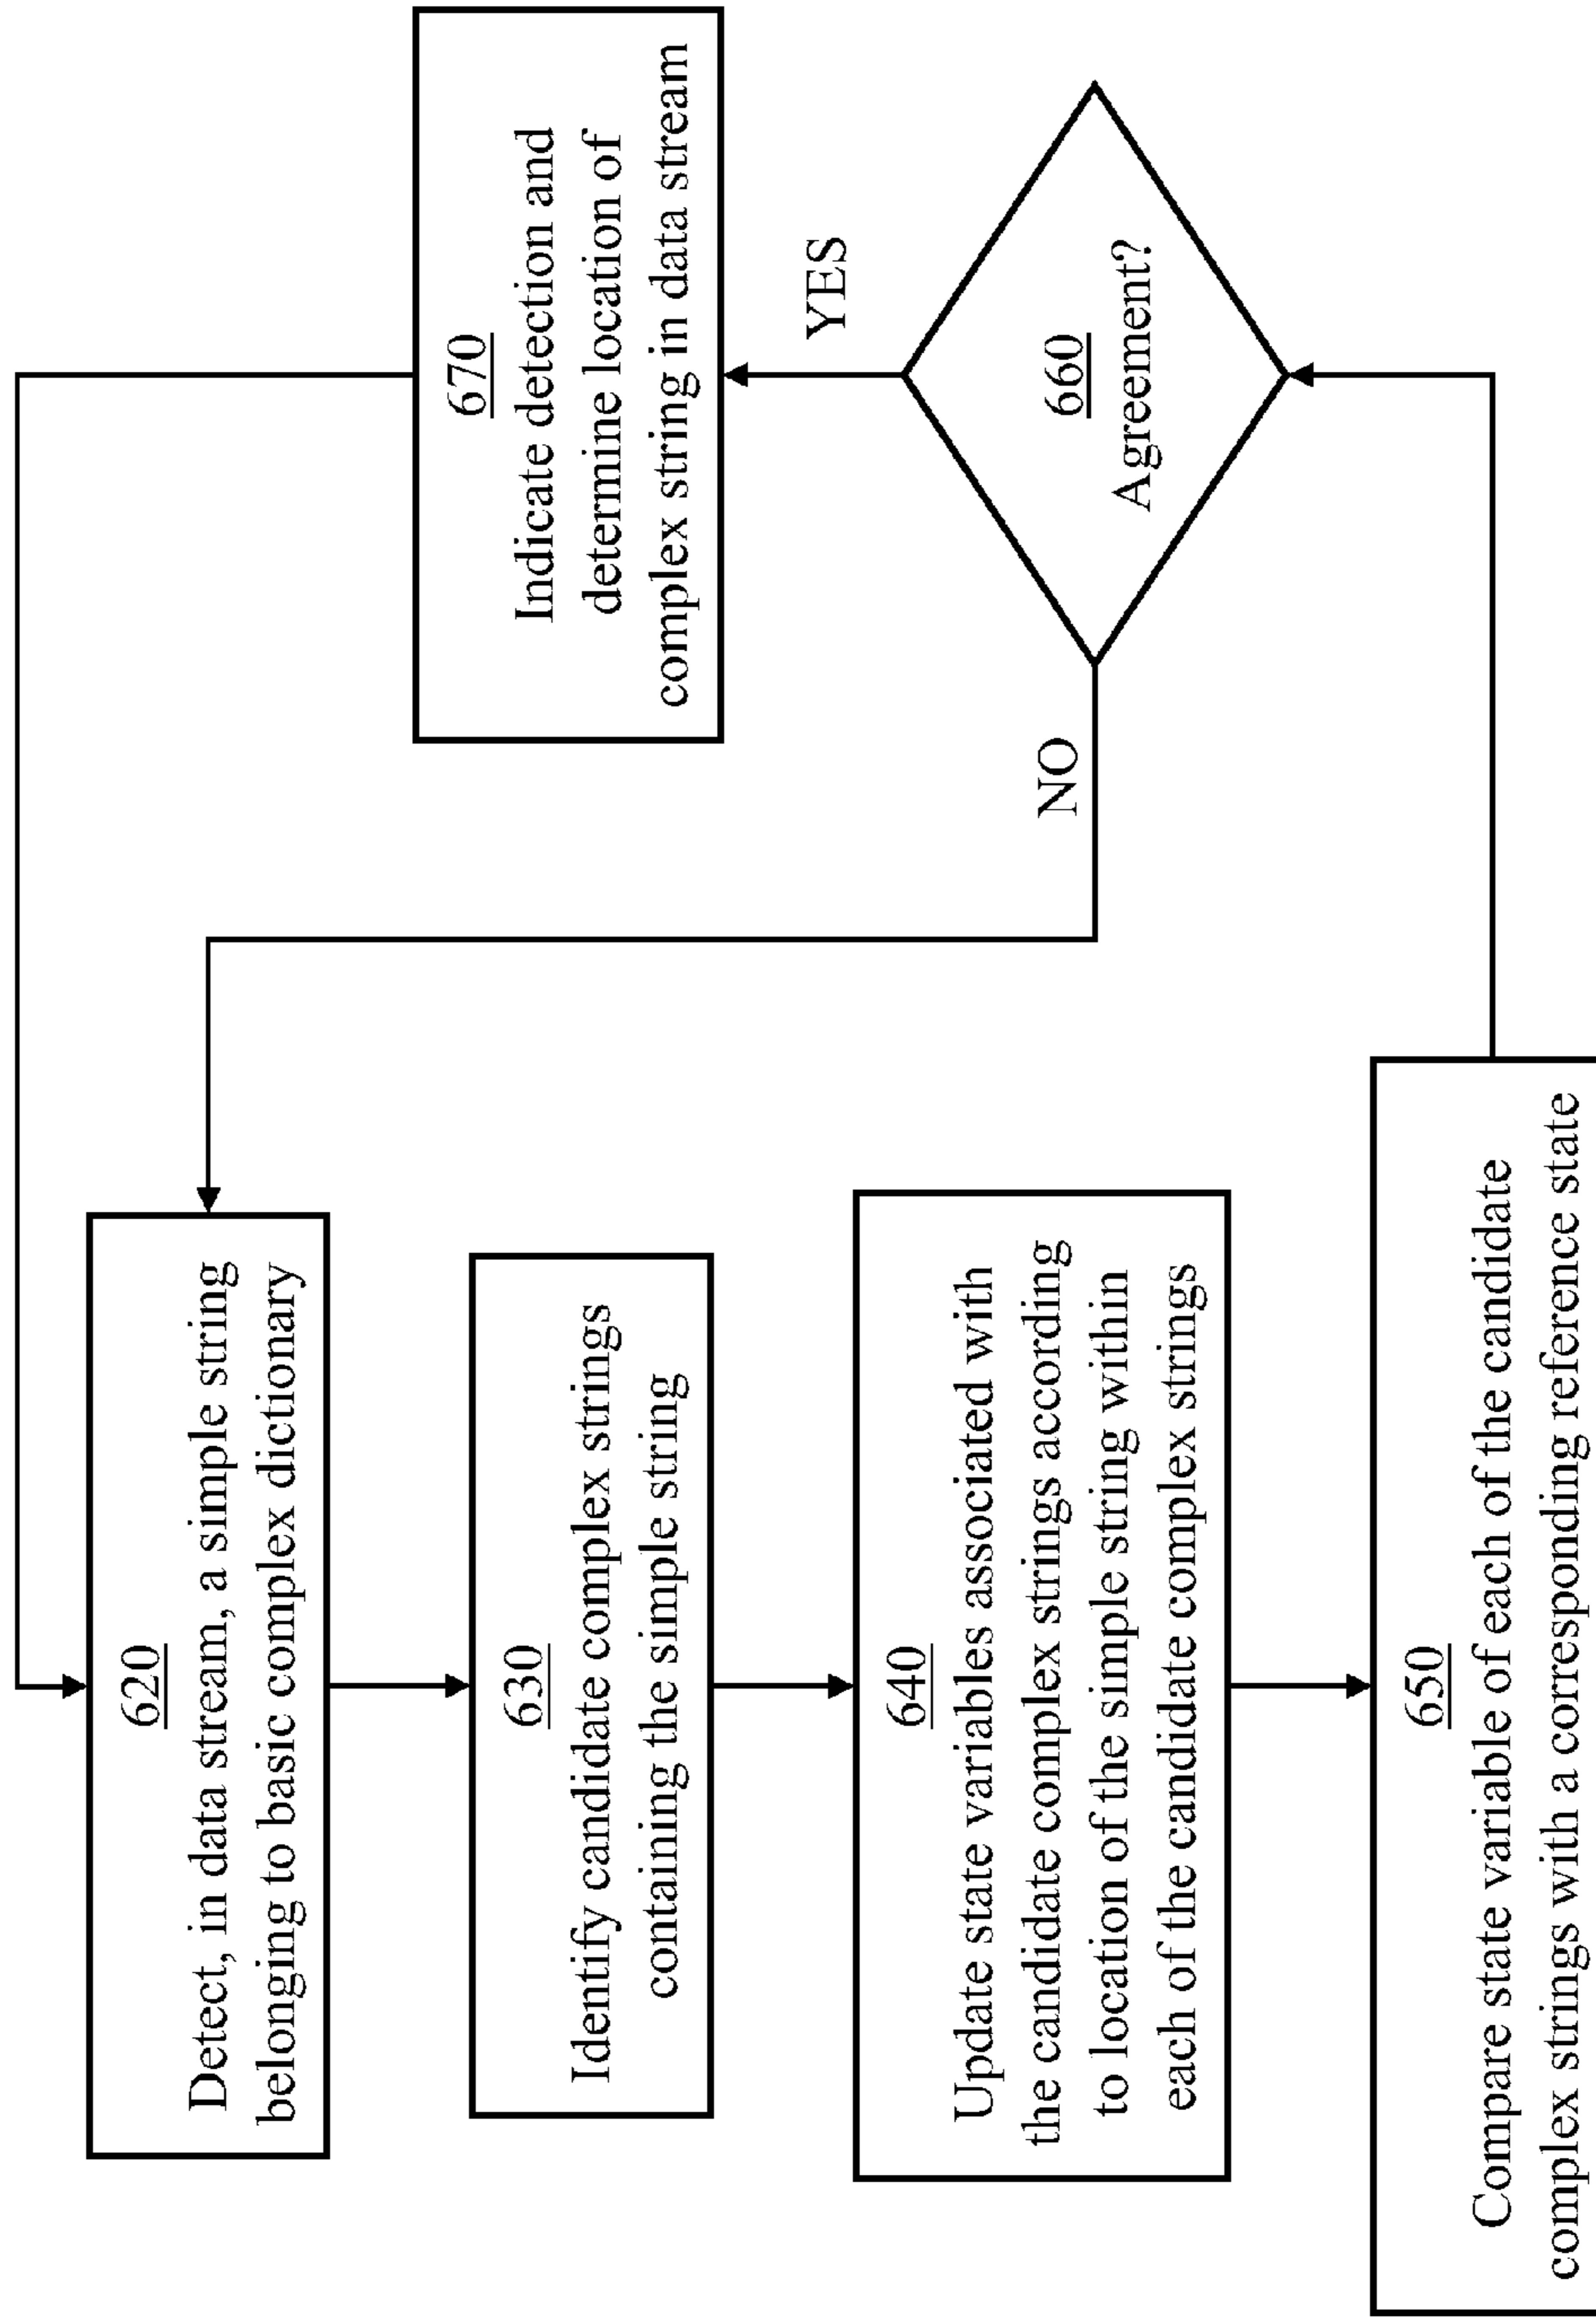 620
Detect, in data stream, a simple string
belonging to basic complex dictionary
630
Identify candidate complex strings
containing the simple string
640
Update state variables associated with
the candidate complex strings according
to location of the simple string within
each of the candidate complex strings
650
Compare state variable of each of the candidate
complex strings with a corresponding reference state
660
Agreement?
YES
NO
670
Indicate detection and
determine location of
complex string in data stream